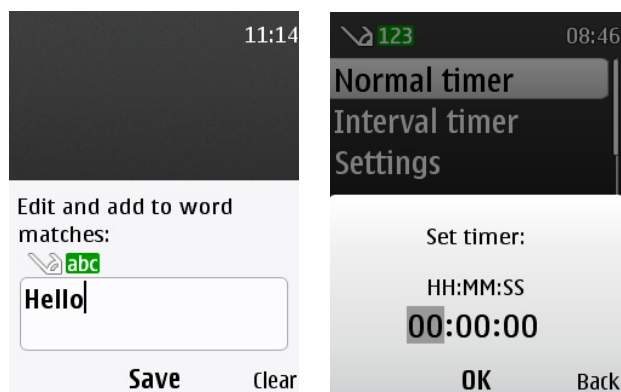 11:14
Edit and add to word
matches:
abc
Hello
Save Clear
123 08:46
Normal timer
Interval timer
Settings
Set timer:
HH:MM:SS
00:00:00
OK Back